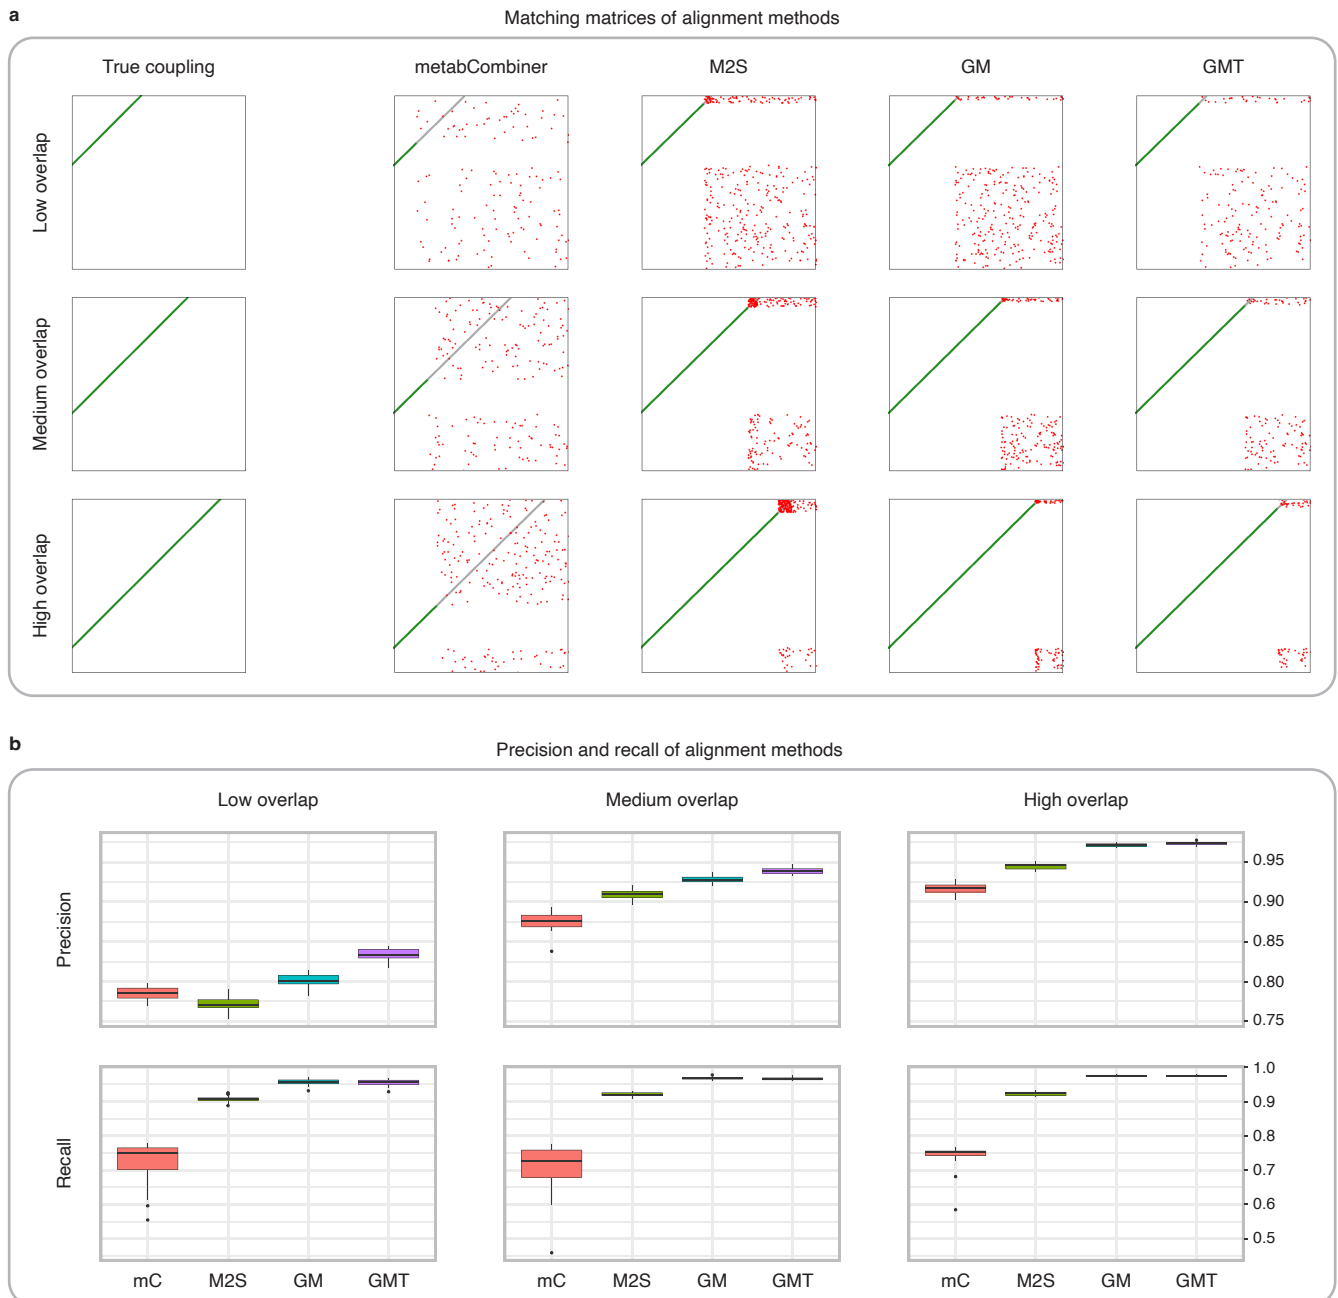 a
Matching matrices of alignment methods
True coupling
metabCombiner
M2S
GM
GMT
Low overlap
Medium overlap
High overlap
b
Precision and recall of alignment methods
Low overlap
Medium overlap
High overlap
Precision
0.95
0.90
0.85
0.80
0.75
Recall
1.0
0.9
0.8
0.7
0.6
0.5
mC
M2S
GM
GMT
mC
M2S
GM
GMT
mC
M2S
GM
GMT